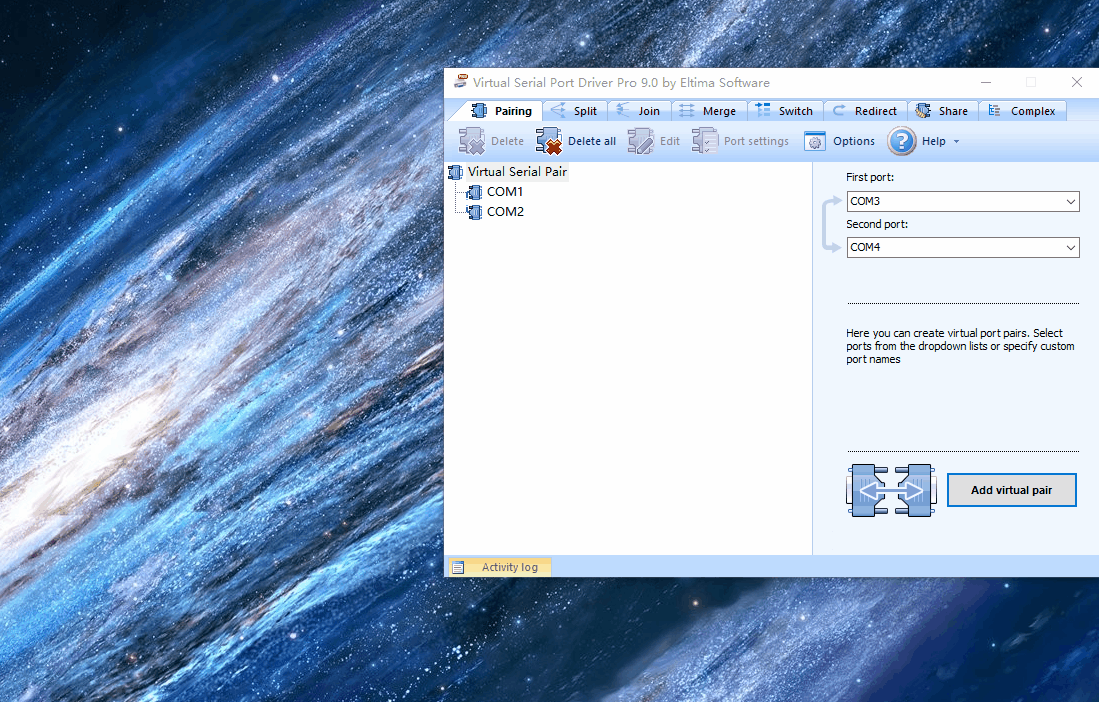 Virtual Serial Port Driver Pro 9.0 by Eltima Software
Pairing Split Join Merge Switch Redirect Share Complex
Delete Delete all Edit Port settings Options ? Help
Virtual Serial Pair
COM1
COM2
First port:
COM3
Second port:
COM4
Here you can create virtual port pairs. Select
ports from the dropdown lists or specify custom
port names
Add virtual pair
Activity log